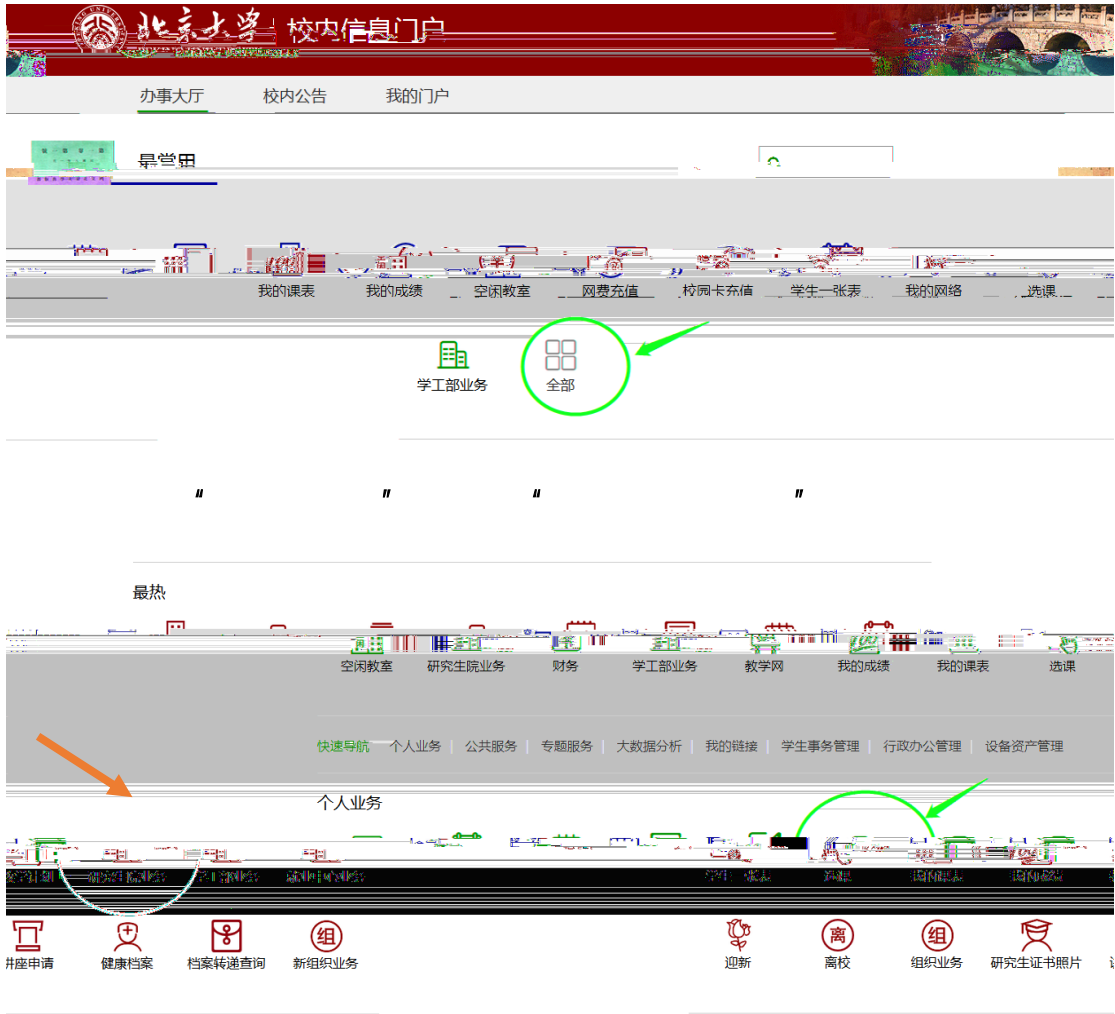 北京大学 校内信息门户
办事大厅 校内公告 我的门户
最常用
我的课表 我的成绩 空闲教室 网费充值 校园卡充值 学生一张表 我的网络 选课
学工部业务 全部
“ ” “ ”
最热
空闲教室 研究生院业务 财务 学工部业务 教学网 我的成绩 我的课表 选课
快速导航 个人业务 | 公共服务 | 专题服务 | 大数据分析 | 我的链接 | 学生事务管理 | 行政办公管理 | 设备资产管理
个人业务
讲座申请 健康档案 档案转递查询 新组织业务 迎新 离校 组织业务 研究生证书照片